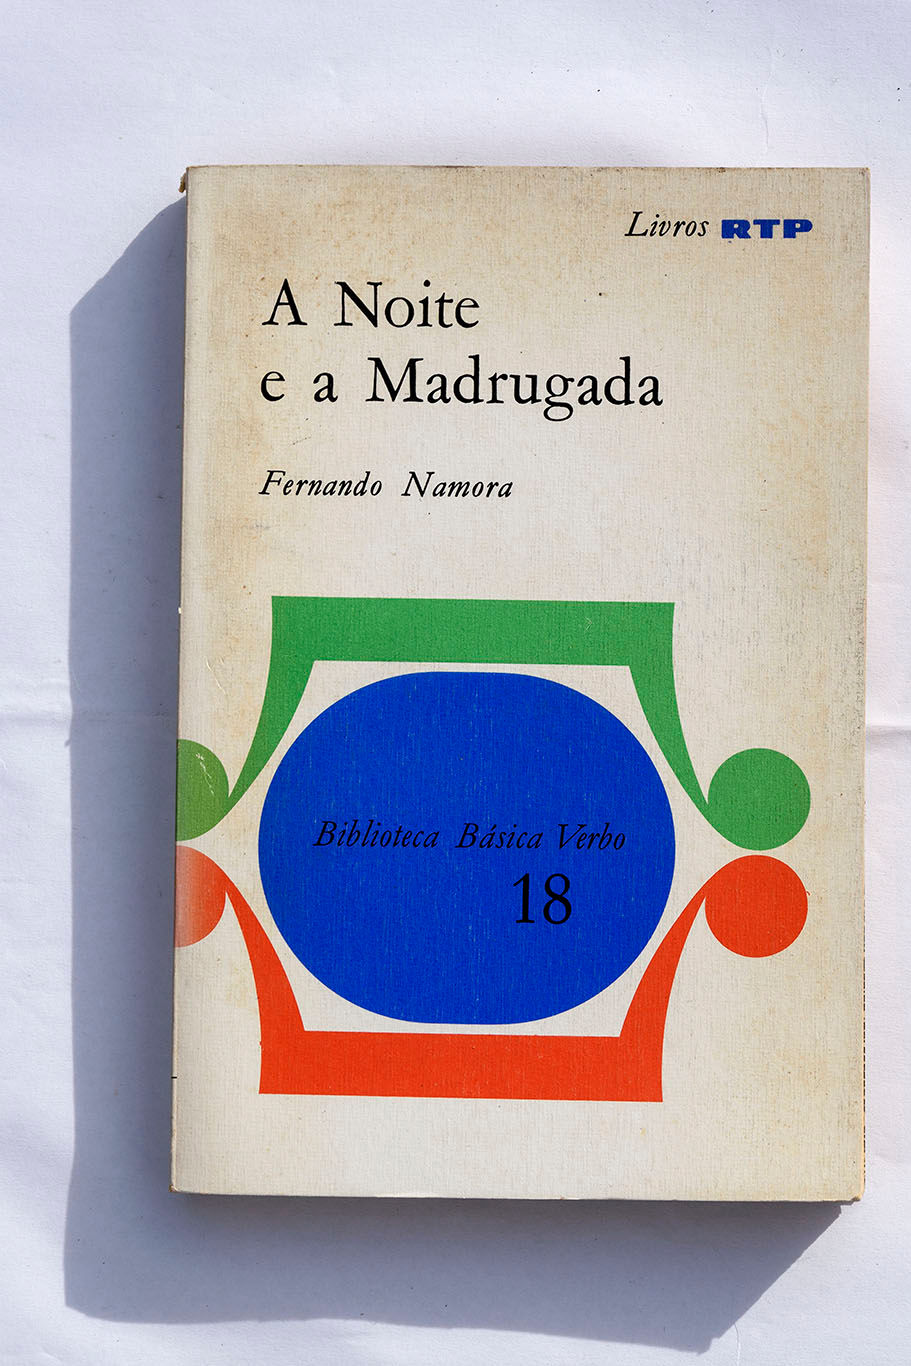 Livros RTP
A Noite
e a Madrugada
Fernando Namora
Biblioteca Básica Verbo
18